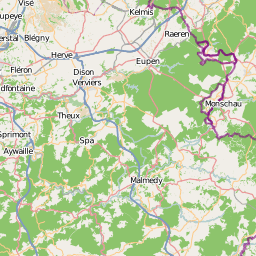 Visé
Kelmis
upeye
Raeren
erstal
Blégny
Herve
Eupen
Fléron
Dison
Verviers
dfontaine
Monschau
Theux
Sprimont
Spa
Aywaille
Malmedy